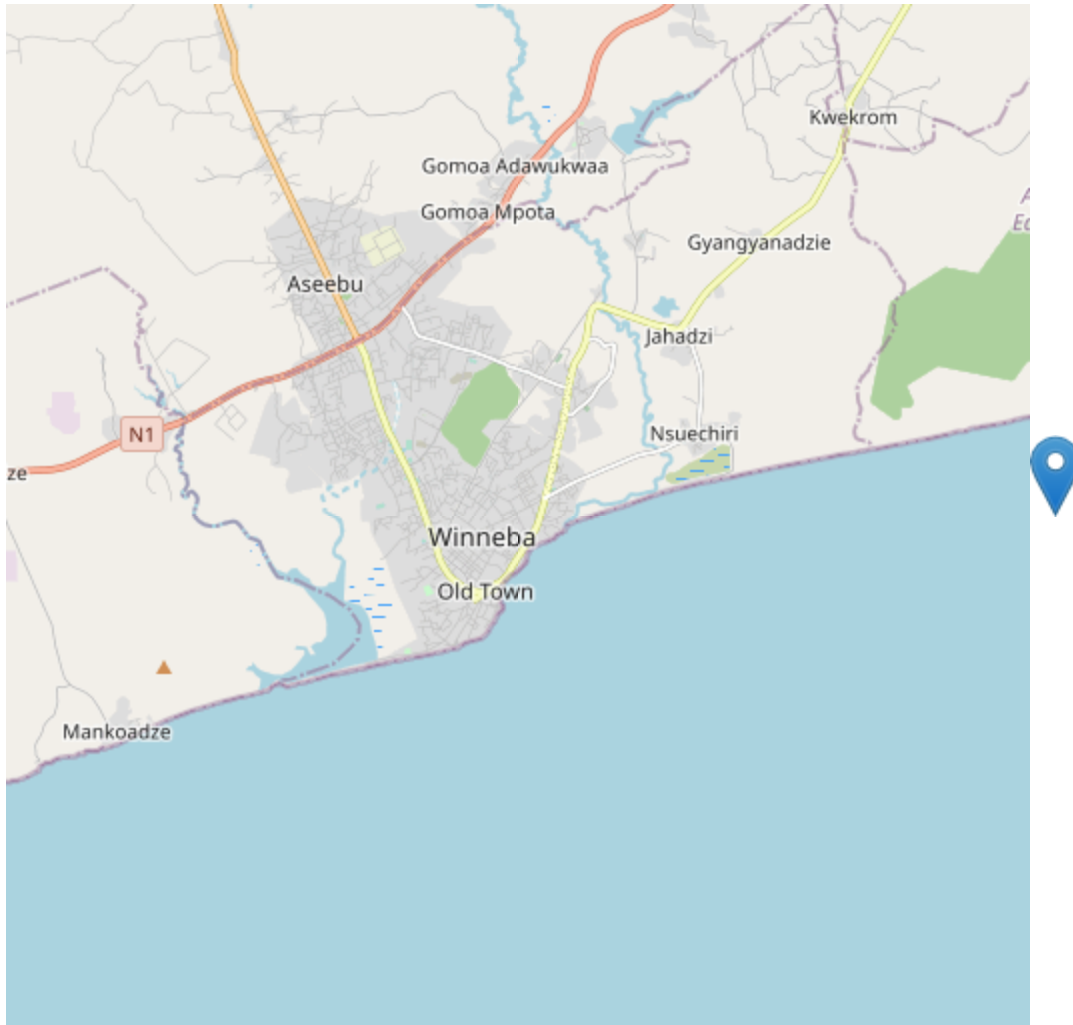 Kwekrom
Gomoa Adawukwaa
Gomoa Mpota
Gyangyanadzie
Aseebu
Jahadzi
N1
Nsuechiri
ze
Winneba
Old Town
Mankoadze